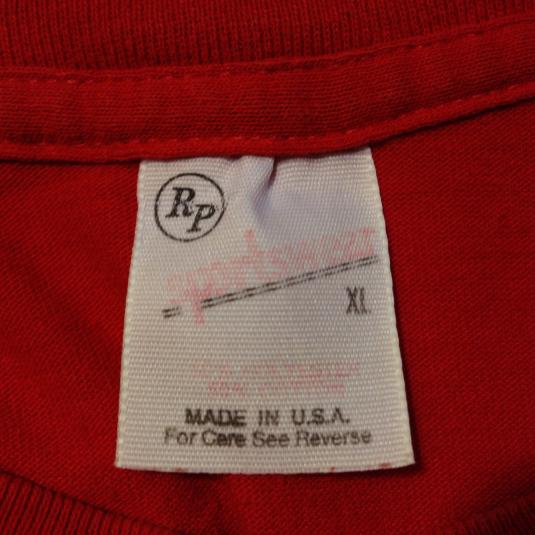 RP
sportswear
XL
MADE IN U.S.A.
For Care See Reverse